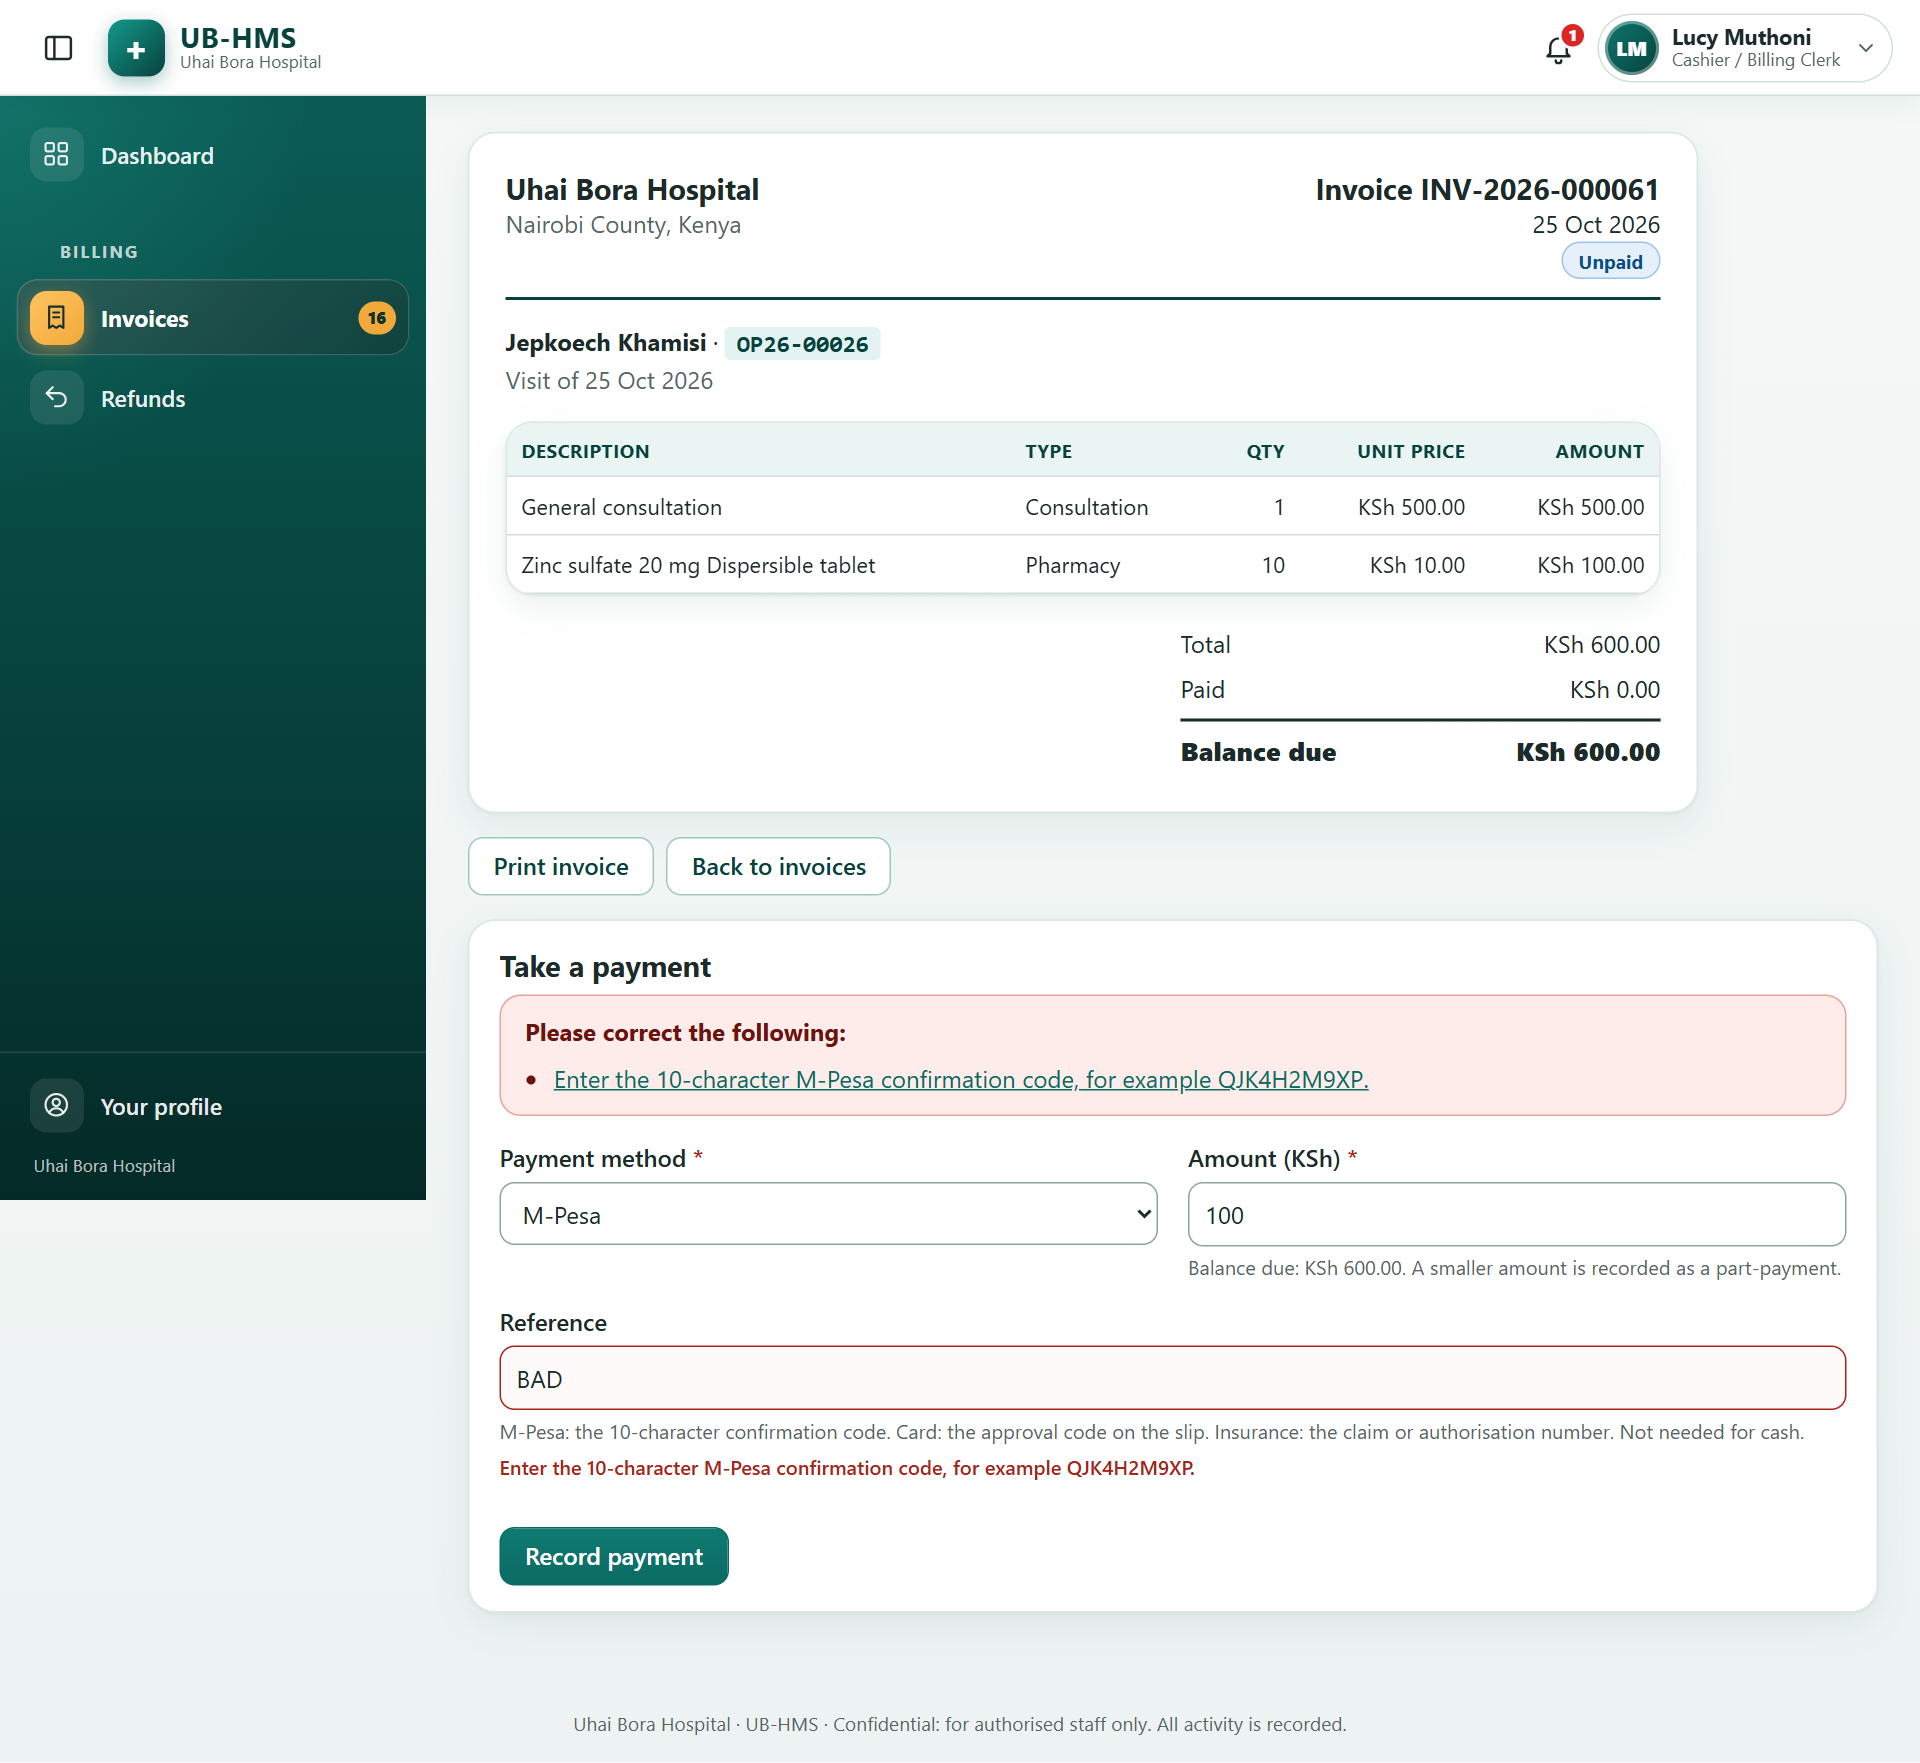 UB-HMS
Uhai Bora Hospital
1
LM
Lucy Muthoni
Cashier / Billing Clerk
Dashboard
BILLING
Invoices 16
Refunds
Your profile
Uhai Bora Hospital
Uhai Bora Hospital
Nairobi County, Kenya
Invoice INV-2026-000061
25 Oct 2026
Unpaid
Jepkoech Khamisi · OP26-00026
Visit of 25 Oct 2026
DESCRIPTION TYPE QTY UNIT PRICE AMOUNT
General consultation Consultation 1 KSh 500.00 KSh 500.00
Zinc sulfate 20 mg Dispersible tablet Pharmacy 10 KSh 10.00 KSh 100.00
Total KSh 600.00
Paid KSh 0.00
Balance due KSh 600.00
Print invoice
Back to invoices
Take a payment
Please correct the following:
• Enter the 10-character M-Pesa confirmation code, for example QJK4H2M9XP.
Payment method *
M-Pesa
Amount (KSh) *
100
Balance due: KSh 600.00. A smaller amount is recorded as a part-payment.
Reference
BAD
M-Pesa: the 10-character confirmation code. Card: the approval code on the slip. Insurance: the claim or authorisation number. Not needed for cash.
Enter the 10-character M-Pesa confirmation code, for example QJK4H2M9XP.
Record payment
Uhai Bora Hospital · UB-HMS · Confidential: for authorised staff only. All activity is recorded.